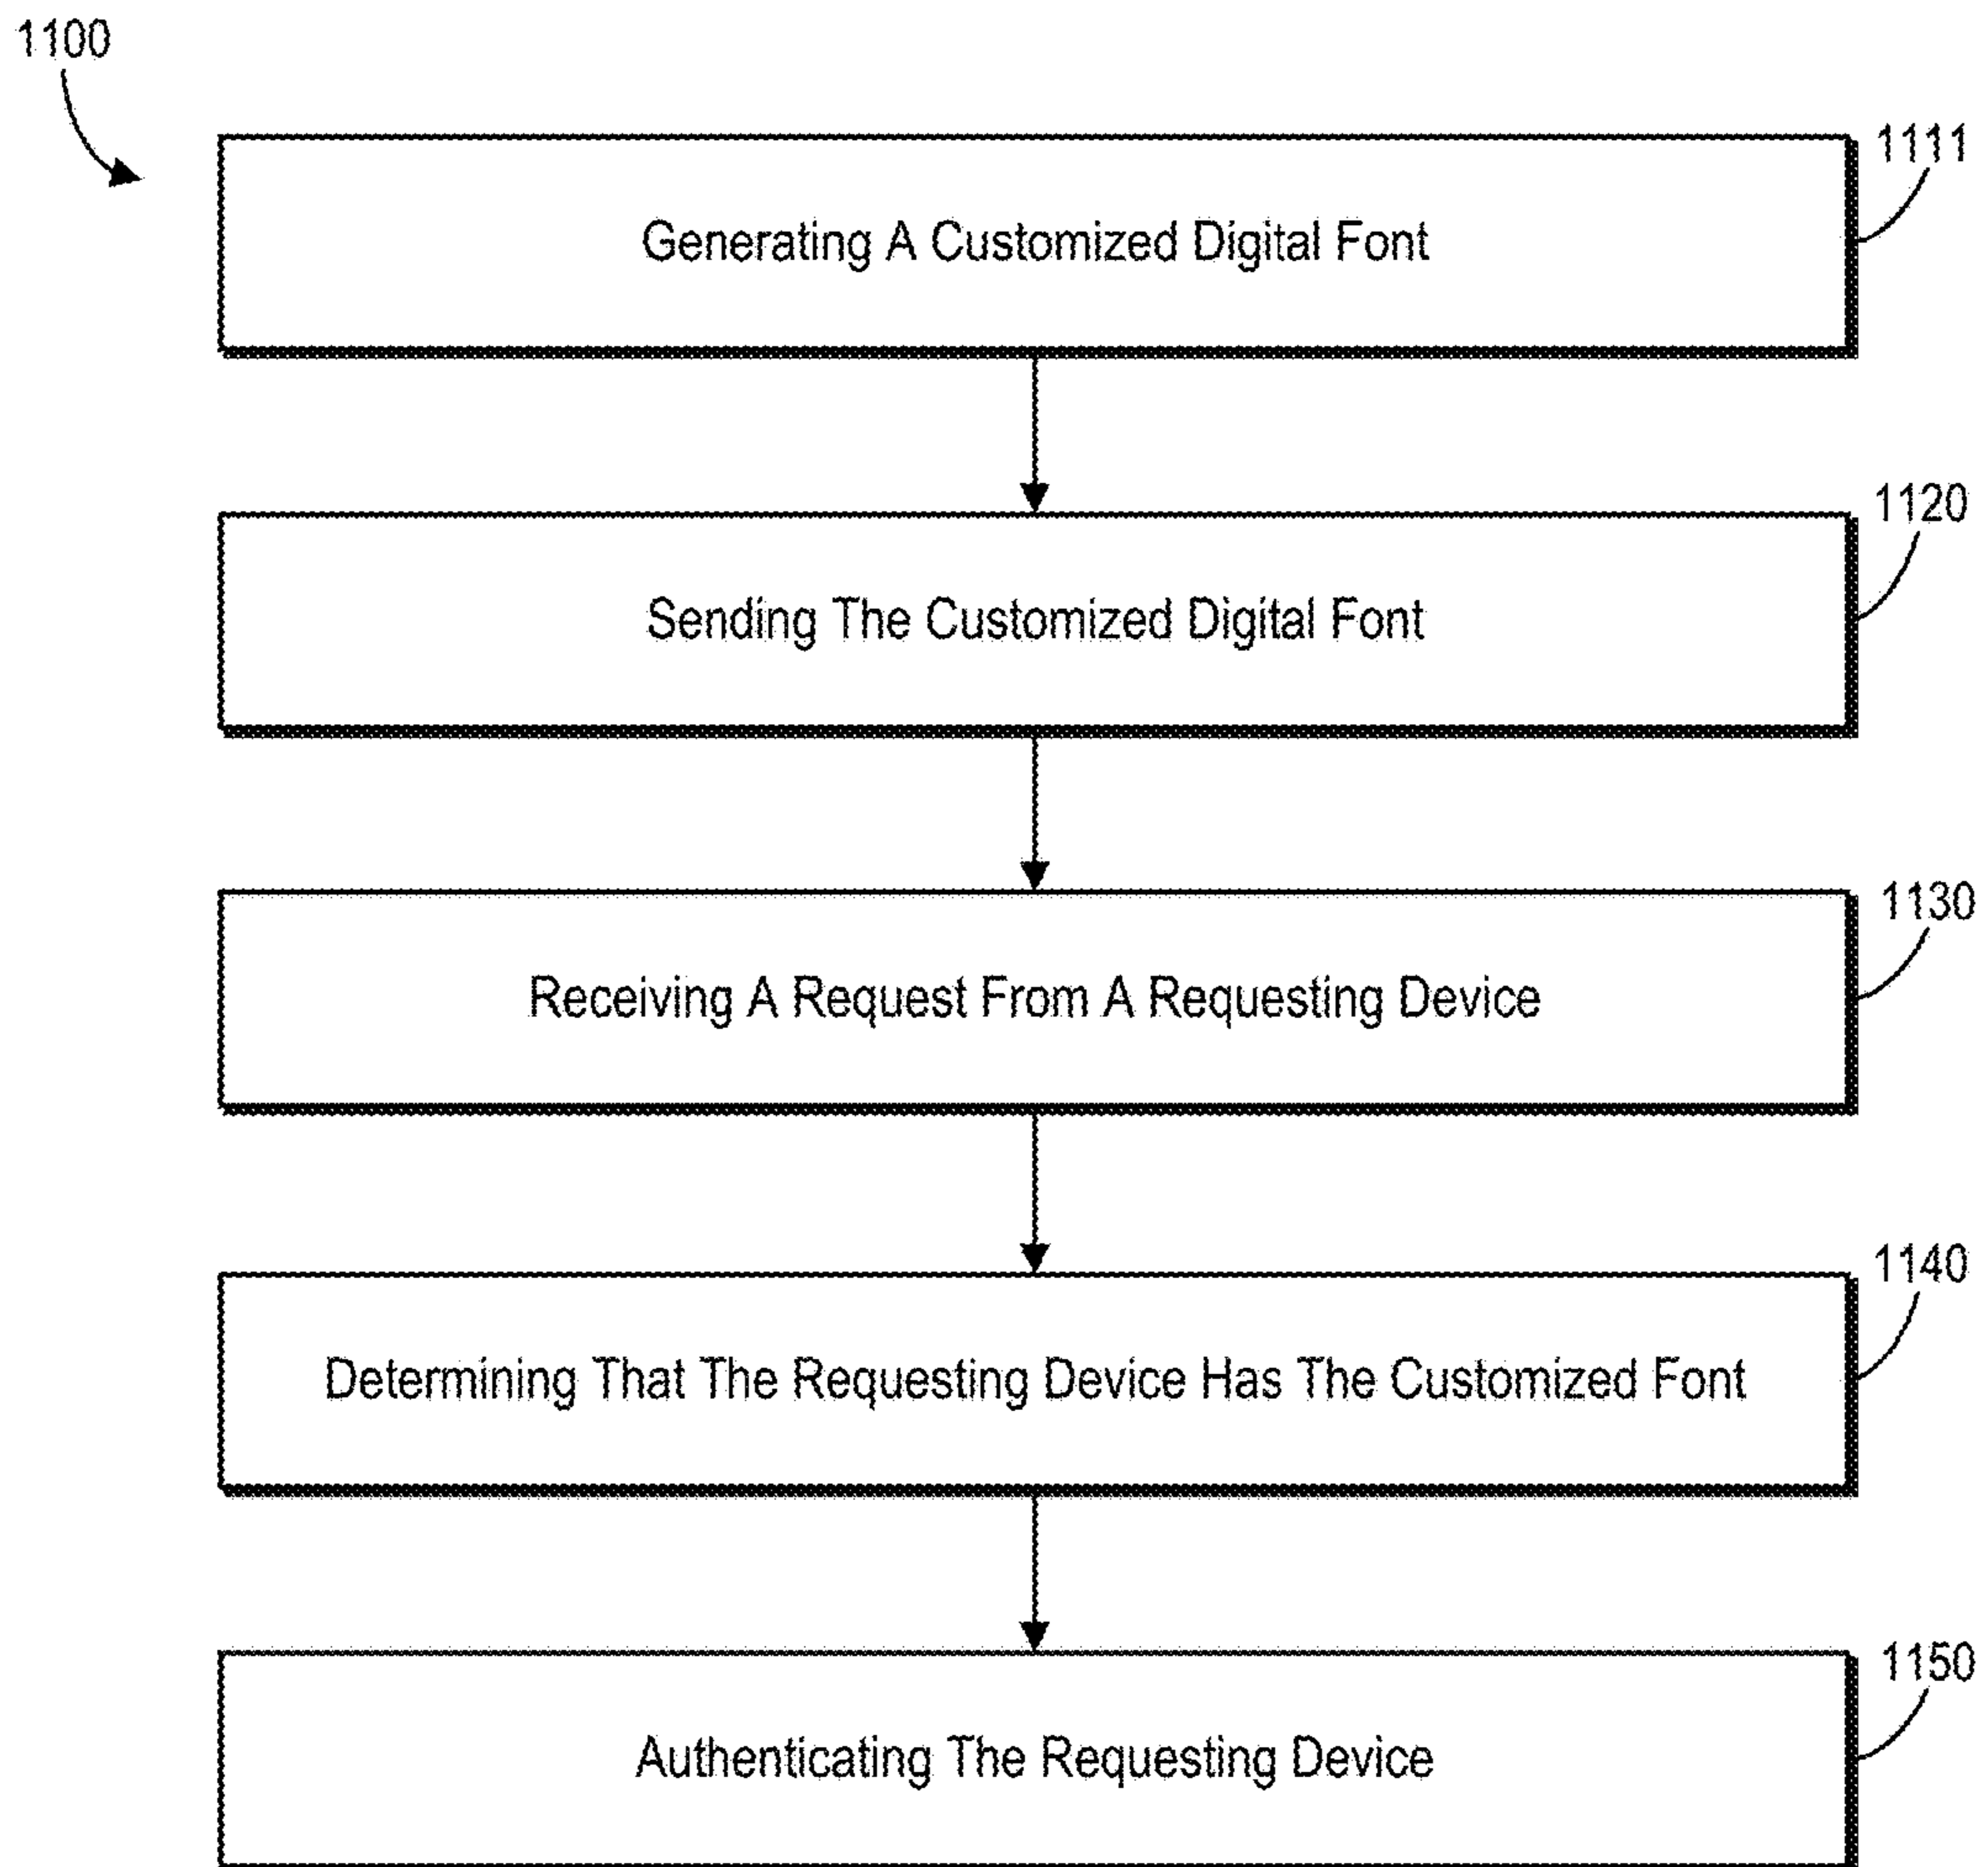 1100
1111
Generating A Customized Digital Font
1120
Sending The Customized Digital Font
1130
Receiving A Request From A Requesting Device
1140
Determining That The Requesting Device Has The Customized Font
1150
Authenticating The Requesting Device